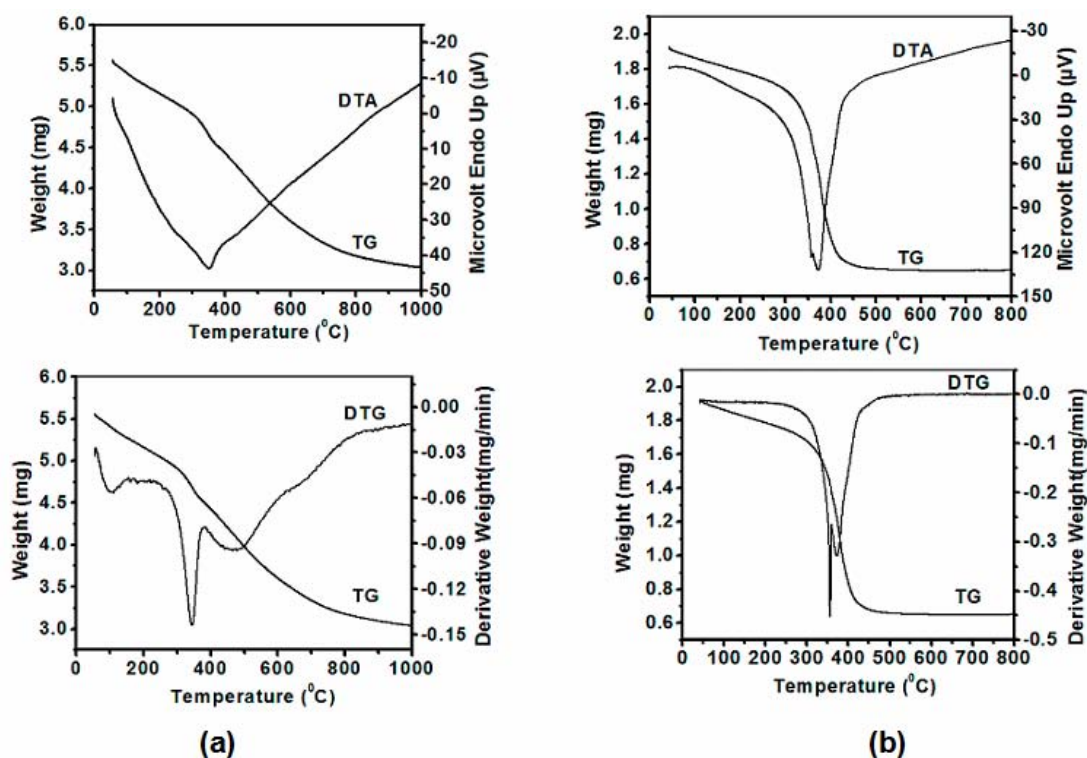 6.0
5.5
5.0
4.5
4.0
3.5
3.0
Weight (mg)
DTA
TG
-20
-10
0
10
20
30
40
50
Microvolt Endo Up (µV)
0 200 400 600 800 1000
Temperature (⁰C)
2.0
1.8
1.6
1.4
1.2
1.0
0.8
0.6
Weight (mg)
DTA
TG
-30
0
30
60
90
120
150
Microvolt Endo Up (µV)
0 100 200 300 400 500 600 700 800
Temperature (⁰C)
6.0
5.5
5.0
4.5
4.0
3.5
3.0
Weight (mg)
DTG
TG
0.00
-0.03
-0.06
-0.09
-0.12
-0.15
Derivative Weight(mg/min)
0 200 400 600 800 1000
Temperature (⁰C)
2.0
1.8
1.6
1.4
1.2
1.0
0.8
0.6
Weight (mg)
DTG
TG
0.0
-0.1
-0.2
-0.3
-0.4
-0.5
Derivative Weight(mg/min)
0 100 200 300 400 500 600 700 800
Temperature (⁰C)
(a) (b)